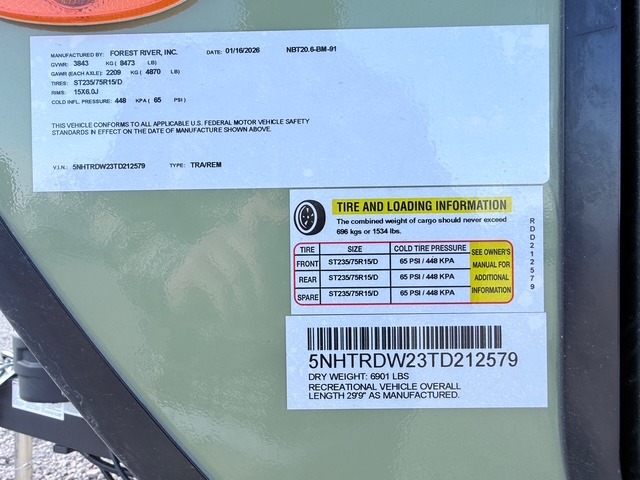 MANUFACTURED BY: FOREST RIVER, INC. DATE: 01/16/2026 NBT20.6-BM-91
GVWR: 3843 KG ( 8473 LB)
GAWR (EACH AXLE): 2209 KG ( 4870 LB)
TIRES: ST235/75R15/D
RIMS: 15X6.0J
COLD INFL. PRESSURE: 448 KPA ( 65 PSI )
THIS VEHICLE CONFORMS TO ALL APPLICABLE U.S. FEDERAL MOTOR VEHICLE SAFETY
STANDARDS IN EFFECT ON THE DATE OF MANUFACTURE SHOWN ABOVE.
V.I.N.: 5NHTRDW23TD212579 TYPE: TRA/REM
TIRE AND LOADING INFORMATION
The combined weight of cargo should never exceed
696 kgs or 1534 lbs.
TIRE SIZE COLD TIRE PRESSURE
FRONT ST235/75R15/D 65 PSI / 448 KPA
REAR ST235/75R15/D 65 PSI / 448 KPA
SPARE ST235/75R15/D 65 PSI / 448 KPA
SEE OWNER'S
MANUAL FOR
ADDITIONAL
INFORMATION
RDD212579
5NHTRDW23TD212579
DRY WEIGHT: 6901 LBS
RECREATIONAL VEHICLE OVERALL
LENGTH 29'9" AS MANUFACTURED.